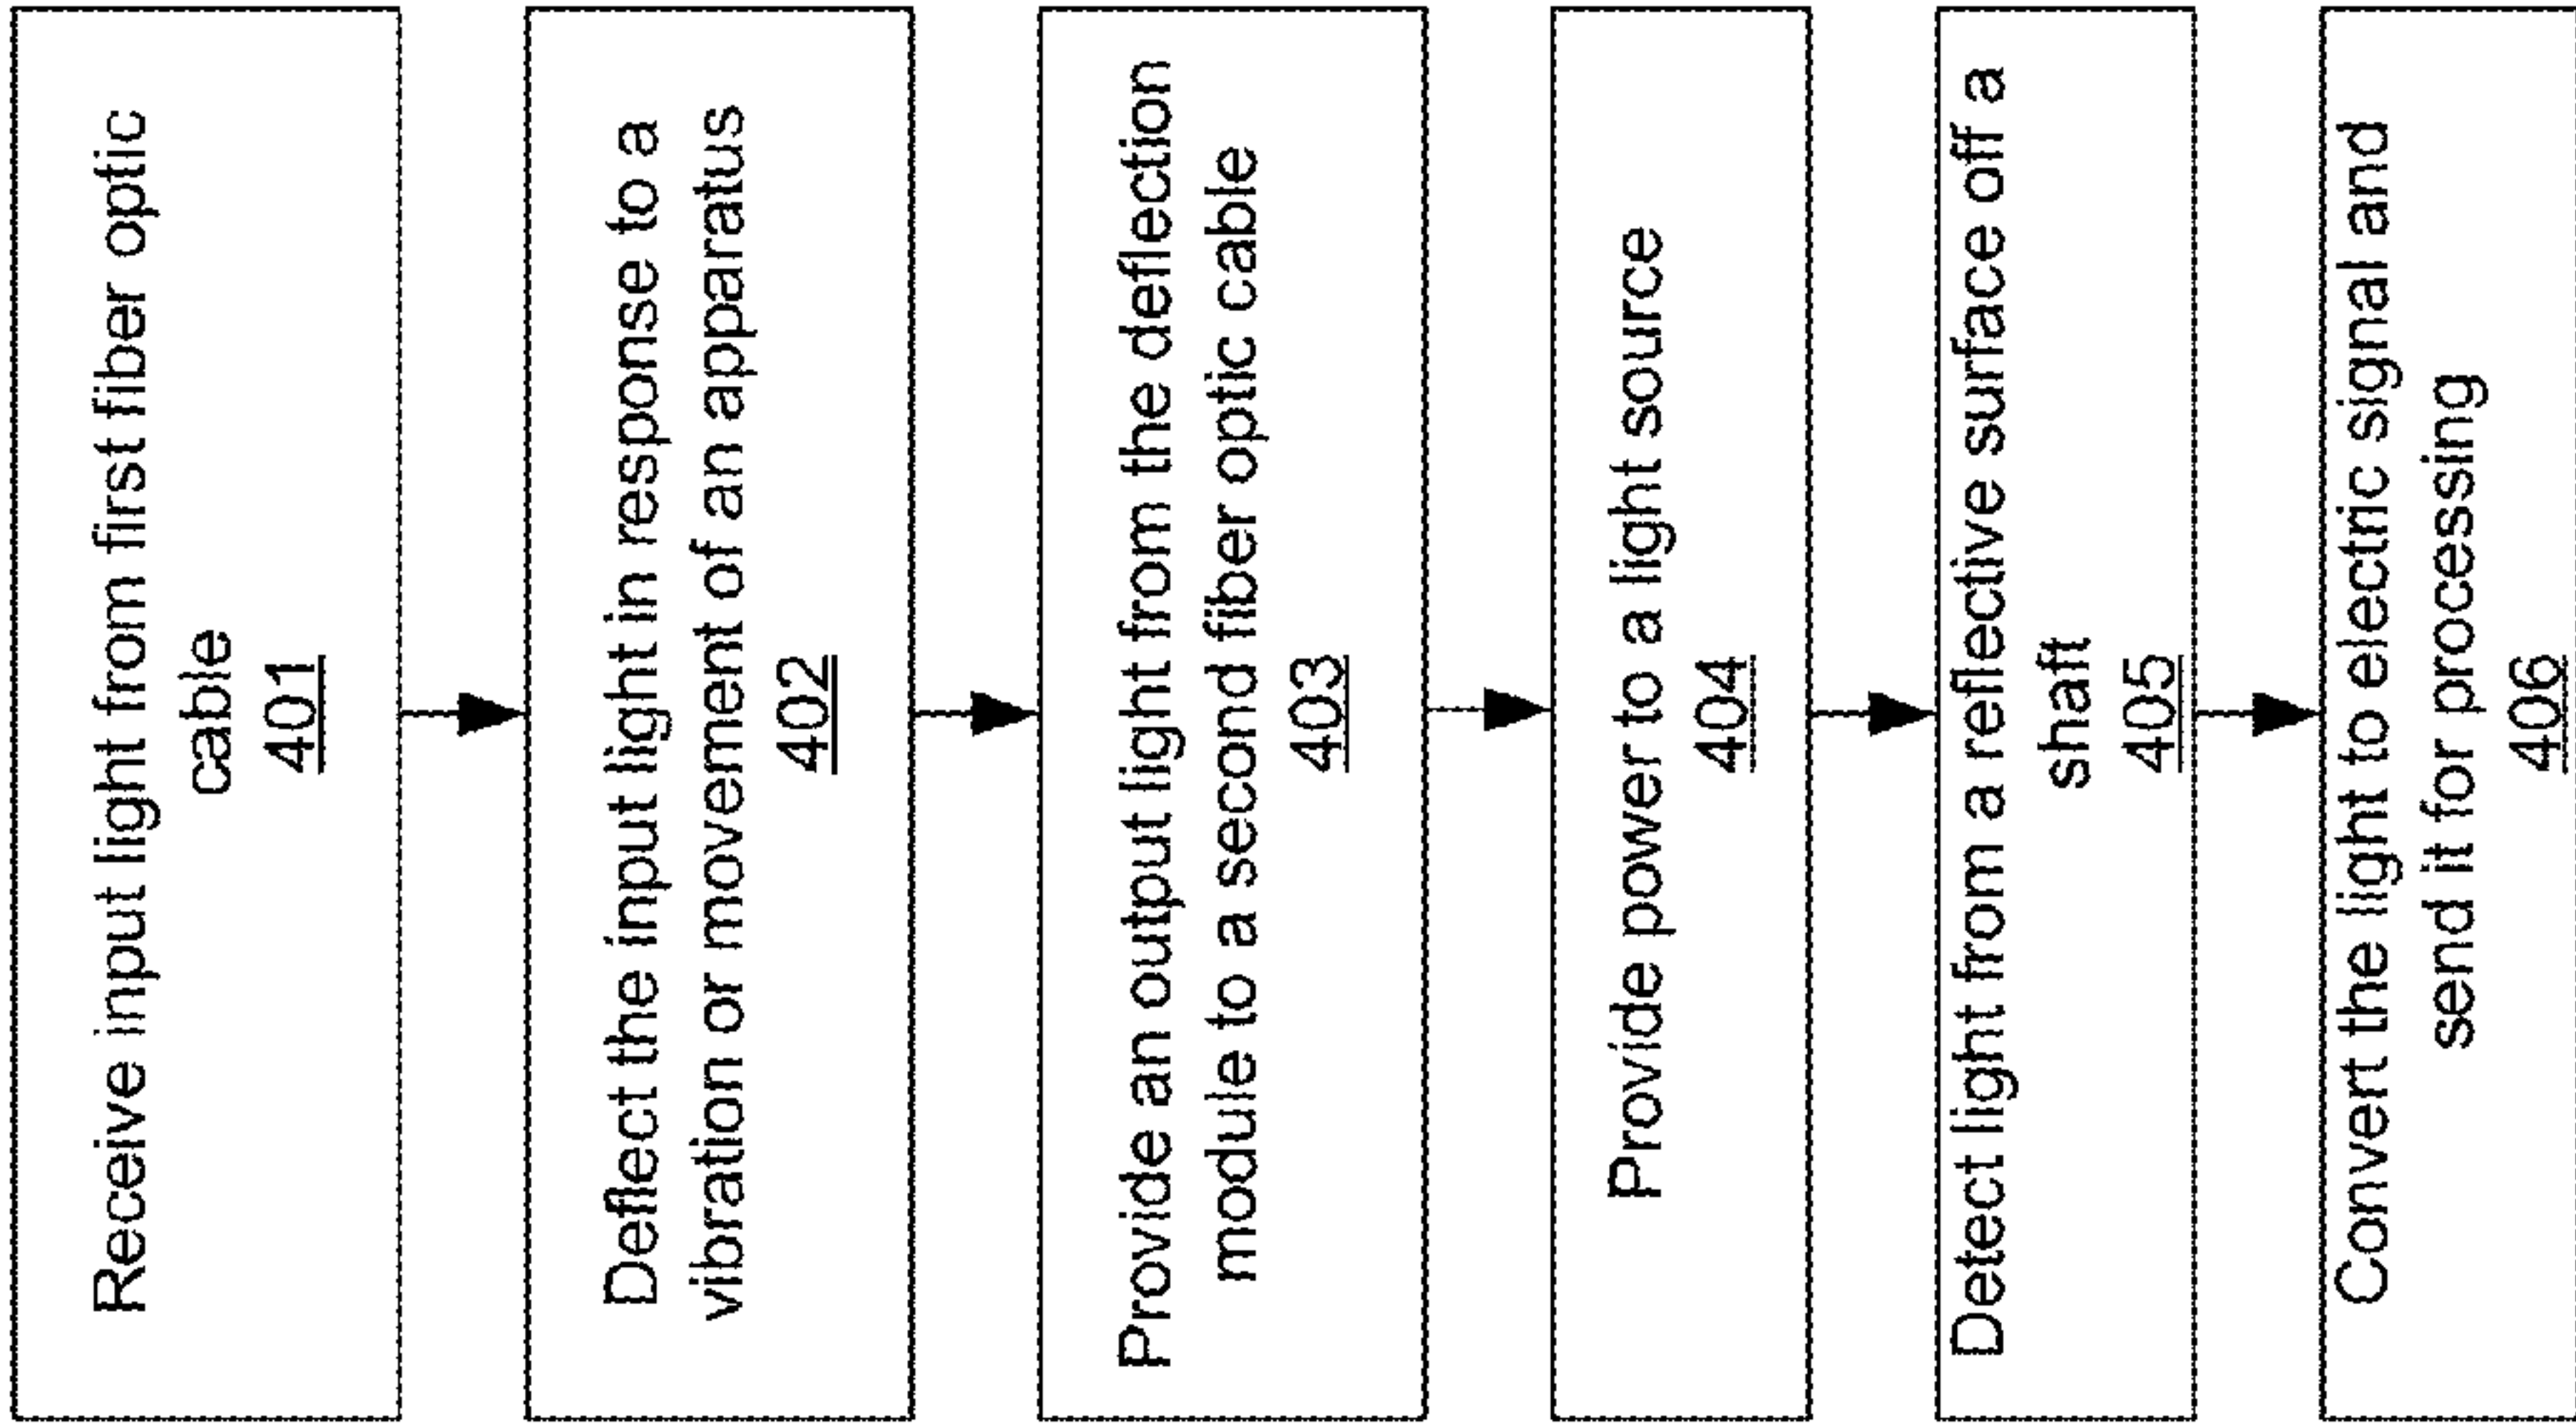 Receive input light from first fiber optic
cable
401
Deflect the input light in response to a
vibration or movement of an apparatus
402
Provide an output light from the deflection
module to a second fiber optic cable
403
Provide power to a light source
404
Detect light from a reflective surface off a
shaft
405
Convert the light to electric signal and
send it for processing
406